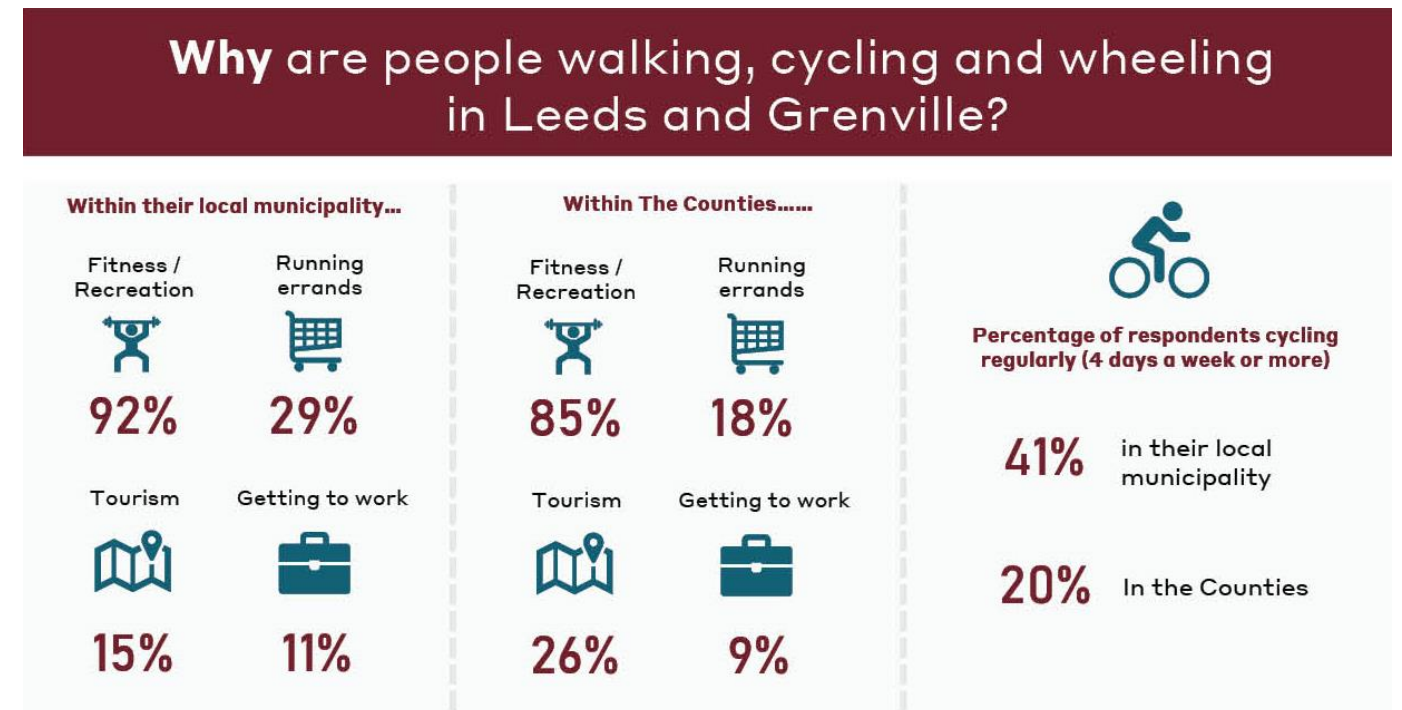 Why are people walking, cycling and wheeling
in Leeds and Grenville?
Within their local municipality...
Fitness /
Recreation
92%
Running
errands
29%
Tourism
15%
Getting to work
11%
Within The Counties......
Fitness /
Recreation
85%
Running
errands
18%
Tourism
26%
Getting to work
9%
Percentage of respondents cycling
regularly (4 days a week or more)
41%
in their local
municipality
20%
In the Counties